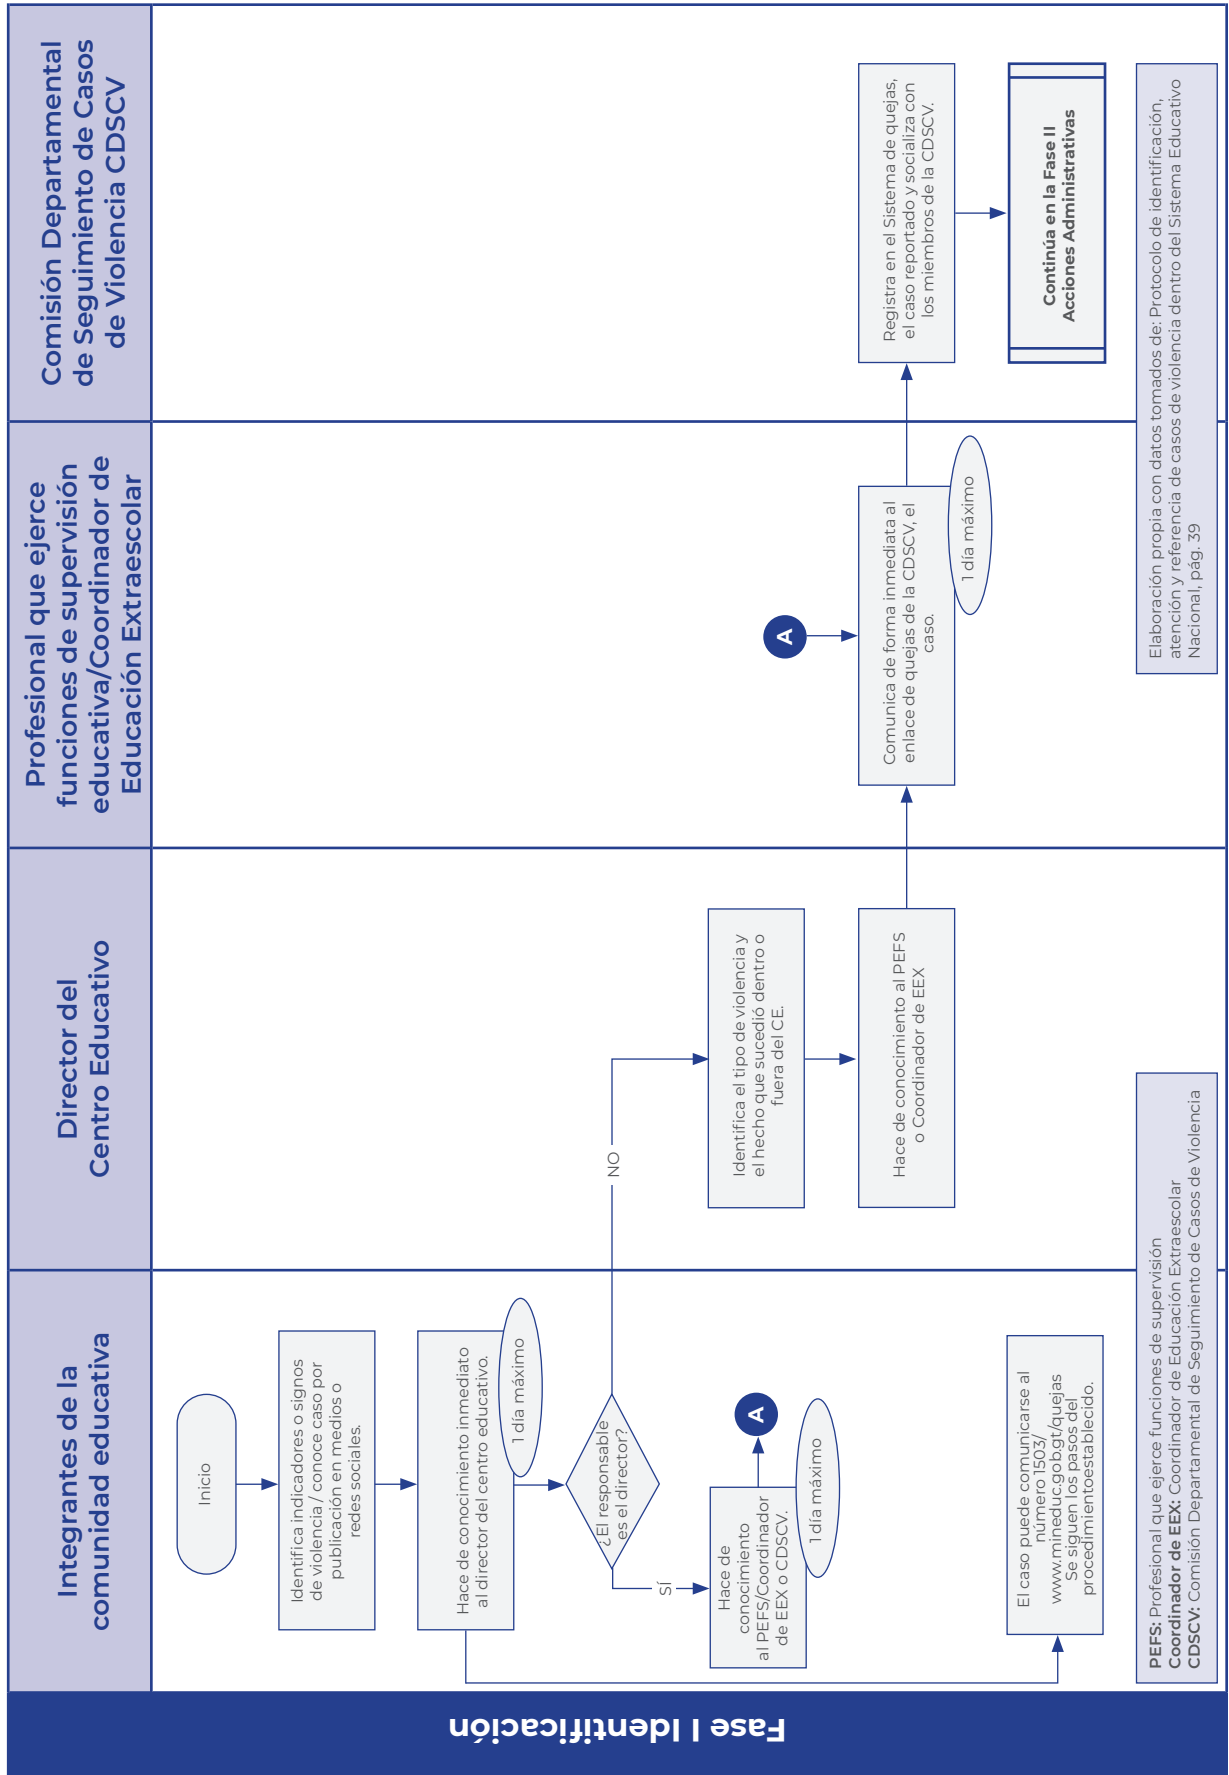 Fase I Identificación
Integrantes de la
comunidad educativa
Director del
Centro Educativo
Profesional que ejerce
funciones de supervisión
educativa/Coordinador de
Educación Extraescolar
Comisión Departamental
de Seguimiento de Casos
de Violencia CDSCV
Inicio
Identifica indicadores o signos
de violencia / conoce caso por
publicación en medios o
redes sociales.
Hace de conocimiento inmediato
al director del centro educativo.
1 día máximo
¿El responsable
es el director?
SÍ
NO
Hace de
conocimiento
al PEFS/Coordinador
de EEX o CDSCV.
1 día máximo
A
El caso puede comunicarse al
número 1503/
www.mineduc.gob.gt/quejas
Se siguen los pasos del
procedimientoestablecido.
Identifica el tipo de violencia y
el hecho que sucedió dentro o
fuera del CE.
Hace de conocimiento al PEFS
o Coordinador de EEX
A
Comunica de forma inmediata al
enlace de quejas de la CDSCV, el
caso.
1 día máximo
Registra en el Sistema de quejas,
el caso reportado y socializa con
los miembros de la CDSCV.
Continúa en la Fase II
Acciones Administrativas
PEFS: Profesional que ejerce funciones de supervisión
Coordinador de EEX: Coordinador de Educación Extraescolar
CDSCV: Comisión Departamental de Seguimiento de Casos de Violencia
Elaboración propia con datos tomados de: Protocolo de identificación,
atención y referencia de casos de violencia dentro del Sistema Educativo
Nacional, pág. 39